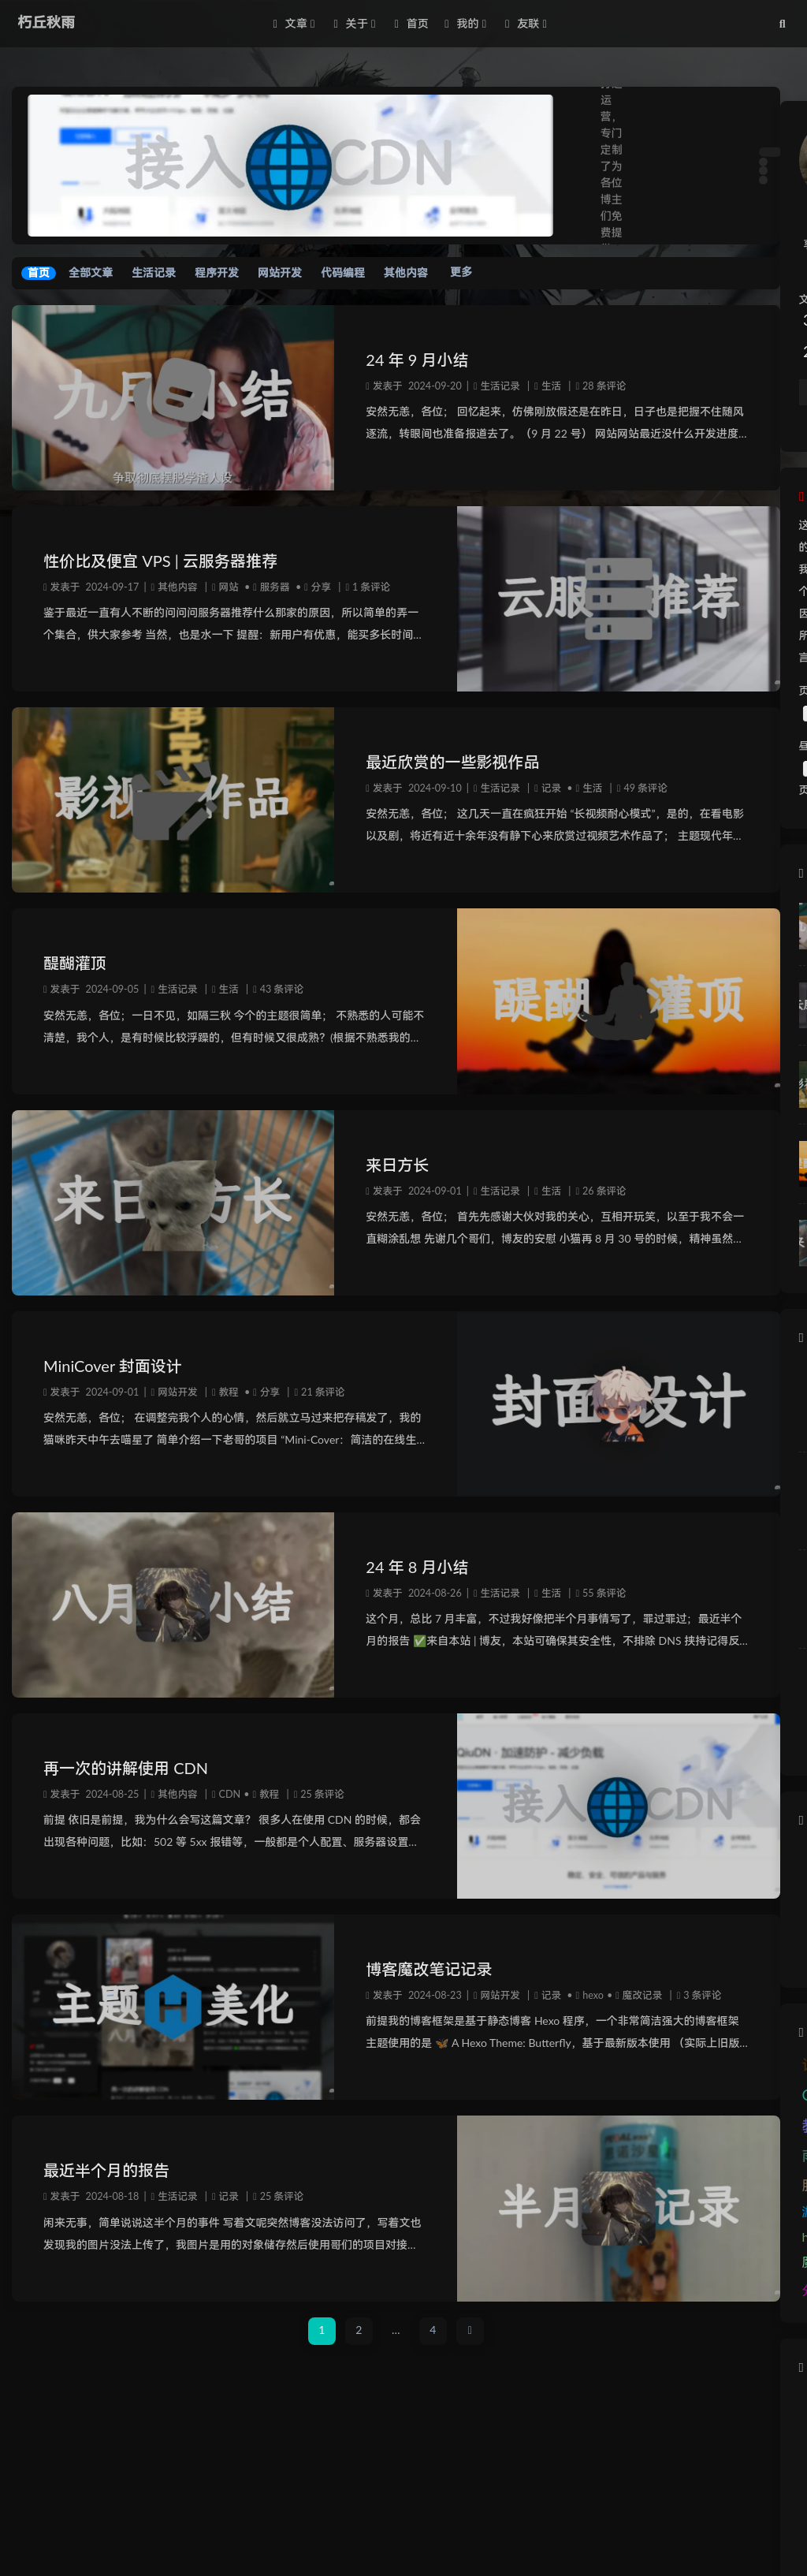 朽丘秋雨
文章 关于 首页 我的 友联
接入CDN
运
营，
专门
定制
了为
各位
博主
们免
费提
首页 全部文章 生活记录 程序开发 网站开发 代码编程 其他内容 更多
九月小结
争取彻底摆脱学渣人设
24 年 9 月小结
发表于 2024-09-20 | 生活记录 | 生活 | 28 条评论
安然无恙，各位； 回忆起来，仿佛刚放假还是在昨日，日子也是把握不住随风
逐流，转眼间也准备报道去了。（9 月 22 号） 网站网站最近没什么开发进度...
性价比及便宜 VPS | 云服务器推荐
发表于 2024-09-17 | 其他内容 | 网站 • 服务器 • 分享 | 1 条评论
鉴于最近一直有人不断的问问问服务器推荐什么那家的原因，所以简单的弄一
个集合，供大家参考 当然，也是水一下 提醒：新用户有优惠，能买多长时间...
云服 推荐
影视 作品
最近欣赏的一些影视作品
发表于 2024-09-10 | 生活记录 | 记录 • 生活 | 49 条评论
安然无恙，各位； 这几天一直在疯狂开始 “长视频耐心模式”，是的，在看电影
以及剧，将近有近十余年没有静下心来欣赏过视频艺术作品了； 主题现代年...
醍醐灌顶
发表于 2024-09-05 | 生活记录 | 生活 | 43 条评论
安然无恙，各位；一日不见，如隔三秋 今个的主题很简单； 不熟悉的人可能不
清楚，我个人，是有时候比较浮躁的，但有时候又很成熟？(根据不熟悉我的...
醍醐灌顶
来日方长
来日方长
发表于 2024-09-01 | 生活记录 | 生活 | 26 条评论
安然无恙，各位； 首先先感谢大伙对我的关心，互相开玩笑，以至于我不会一
直糊涂乱想 先谢几个哥们，博友的安慰 小猫再 8 月 30 号的时候，精神虽然...
MiniCover 封面设计
发表于 2024-09-01 | 网站开发 | 教程 • 分享 | 21 条评论
安然无恙，各位； 在调整完我个人的心情，然后就立马过来把存稿发了，我的
猫咪昨天中午去喵星了 简单介绍一下老哥的项目 “Mini-Cover：简洁的在线生...
封面设计
八月小结
24 年 8 月小结
发表于 2024-08-26 | 生活记录 | 生活 | 55 条评论
这个月，总比 7 月丰富，不过我好像把半个月事情写了，罪过罪过；最近半个
月的报告 ✅来自本站 | 博友，本站可确保其安全性，不排除 DNS 挟持记得反...
再一次的讲解使用 CDN
发表于 2024-08-25 | 其他内容 | CDN • 教程 | 25 条评论
前提 依旧是前提，我为什么会写这篇文章？ 很多人在使用 CDN 的时候，都会
出现各种问题，比如：502 等 5xx 报错等，一般都是个人配置、服务器设置...
QiuDN · 加速防护 - 减少负载
接入CDN
主题美化
博客魔改笔记记录
发表于 2024-08-23 | 网站开发 | 记录 • hexo • 魔改记录 | 3 条评论
前提我的博客框架是基于静态博客 Hexo 程序，一个非常简洁强大的博客框架
主题使用的是 🦋 A Hexo Theme: Butterfly，基于最新版本使用 （实际上旧版...
最近半个月的报告
发表于 2024-08-18 | 生活记录 | 记录 | 25 条评论
闲来无事，简单说说这半个月的事件 写着文呢突然博客没法访问了，写着文也
发现我的图片没法上传了，我图片是用的对象储存然后使用哥们的项目对接...
半月记录
1 2 ... 4